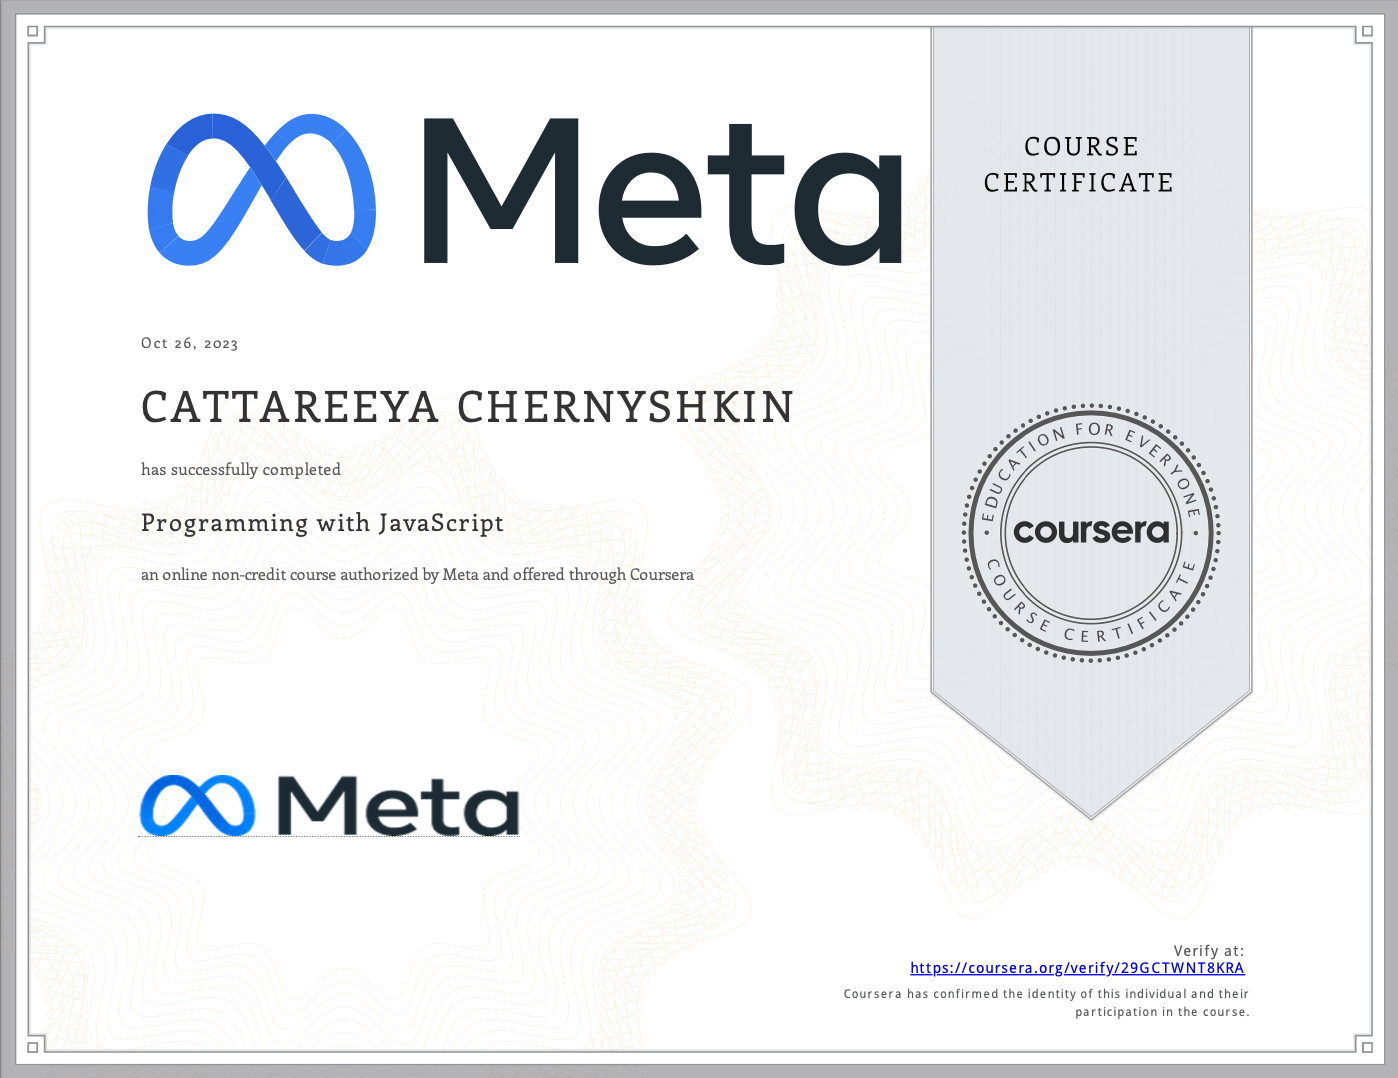 Meta
COURSE
CERTIFICATE
Oct 26, 2023
CATTAREEYA CHERNYSHKIN
has successfully completed
Programming with JavaScript
an online non-credit course authorized by Meta and offered through Coursera
EDUCATION FOR EVERYONE
coursera
COURSE CERTIFICATE
Meta
Verify at:
https://coursera.org/verify/29GCTWNT8KRA
Coursera has confirmed the identity of this individual and their
participation in the course.